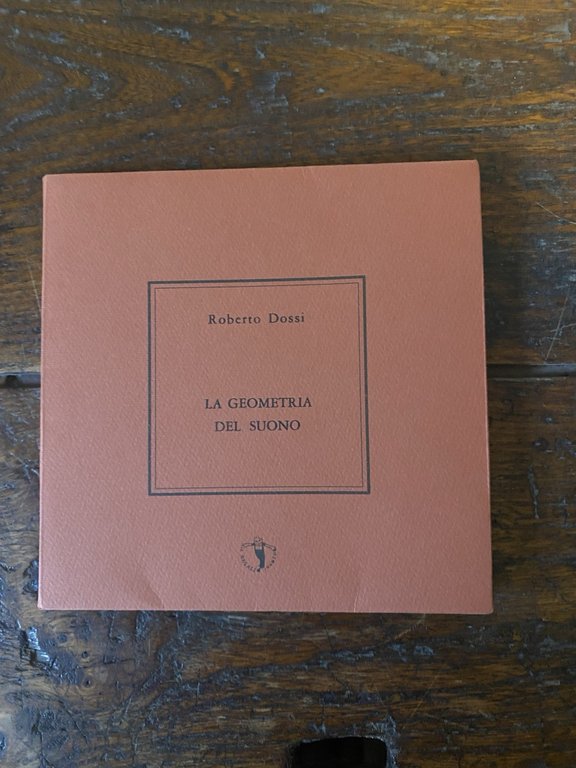 Roberto Dossi
LA GEOMETRIA
DEL SUONO